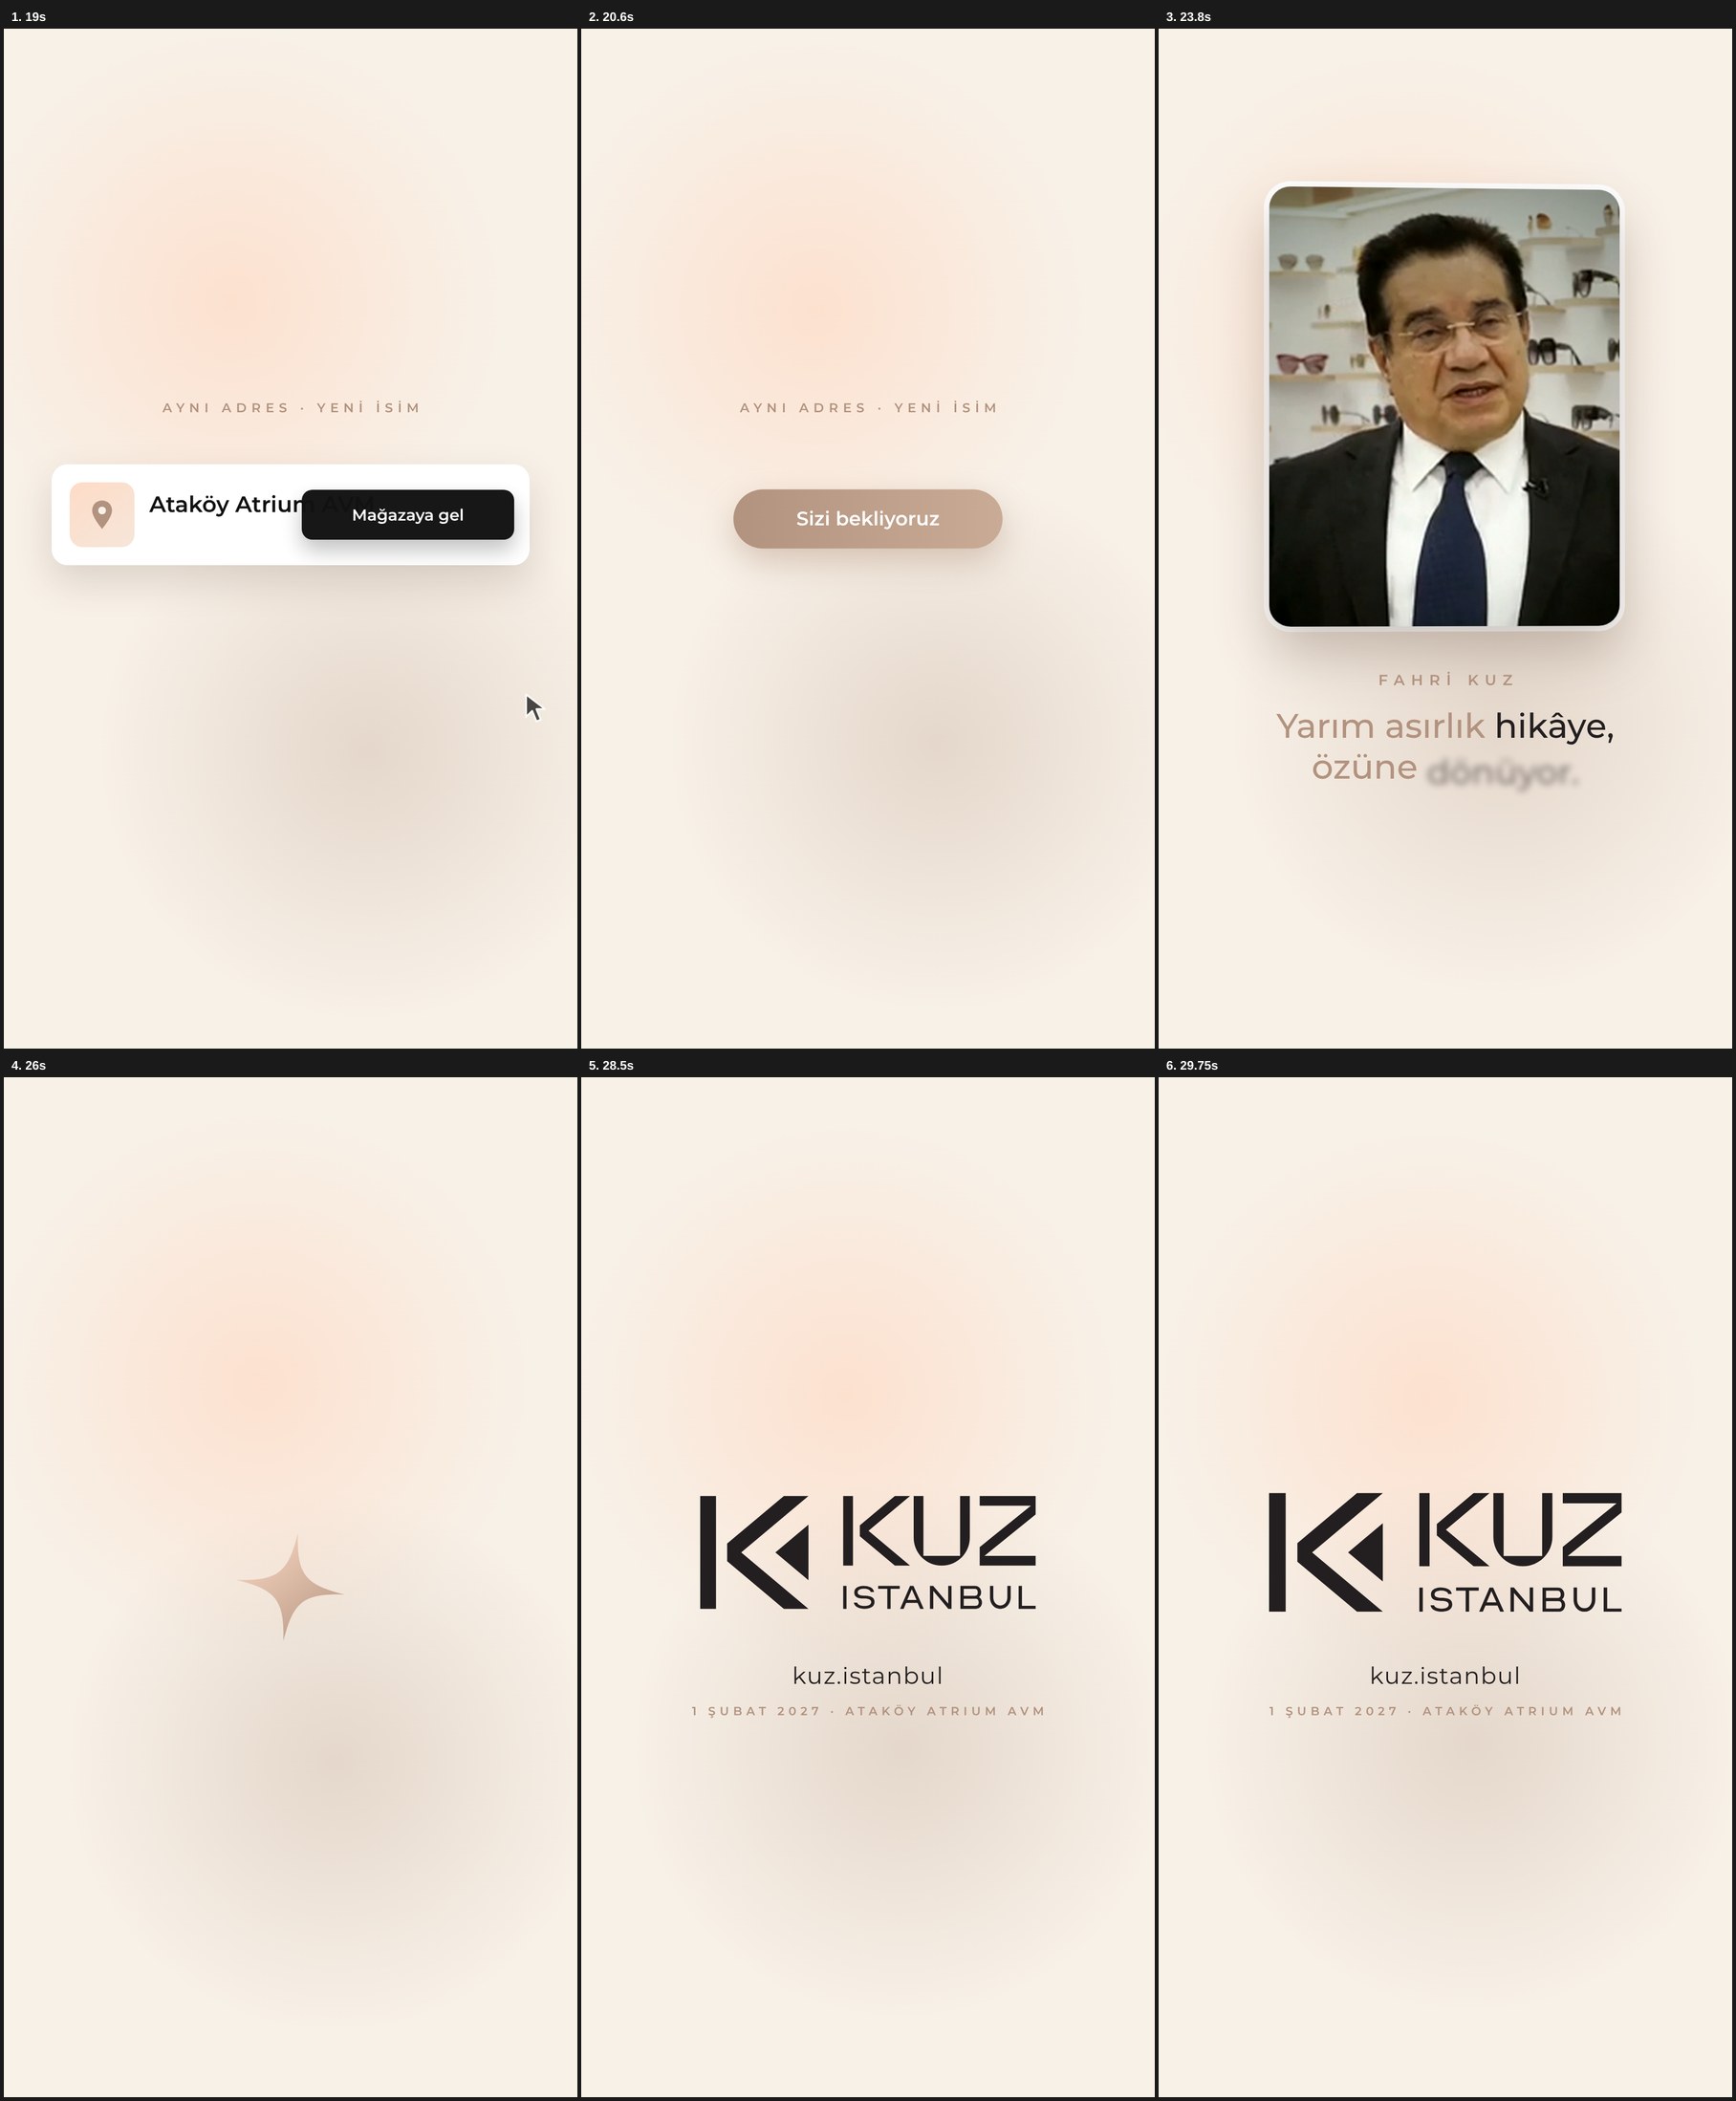 1. 19s
AYNI ADRES · YENİ İSİM
Ataköy Atrium AVM
Mağazaya gel
2. 20.6s
AYNI ADRES · YENİ İSİM
Sizi bekliyoruz
3. 23.8s
FAHRİ KUZ
Yarım asırlık hikâye,
özüne dönüyor.
4. 26s
5. 28.5s
KUZ
ISTANBUL
kuz.istanbul
1 ŞUBAT 2027 · ATAKÖY ATRIUM AVM
6. 29.75s
KUZ
ISTANBUL
kuz.istanbul
1 ŞUBAT 2027 · ATAKÖY ATRIUM AVM